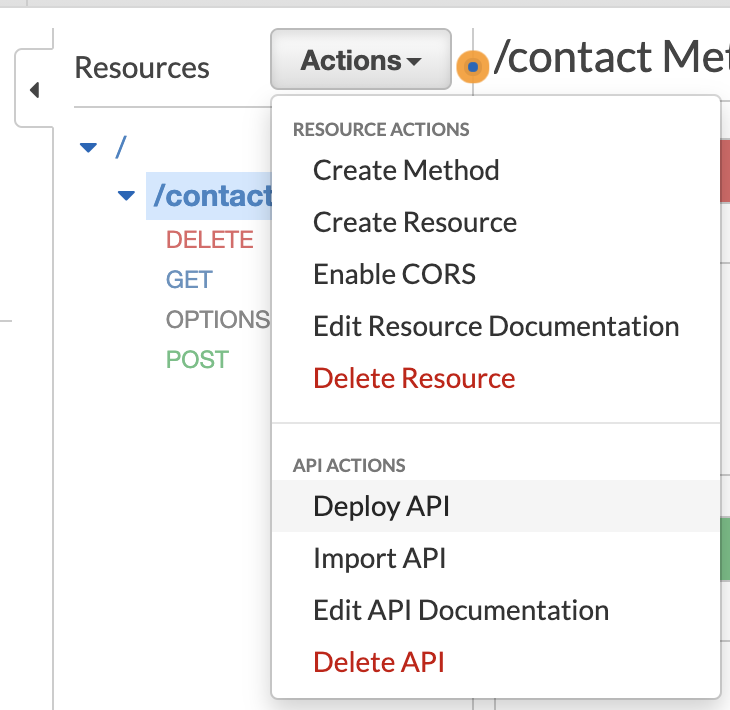 Resources
Actions
/contact
/
/contact
DELETE
GET
OPTIONS
POST
RESOURCE ACTIONS
Create Method
Create Resource
Enable CORS
Edit Resource Documentation
Delete Resource
API ACTIONS
Deploy API
Import API
Edit API Documentation
Delete API